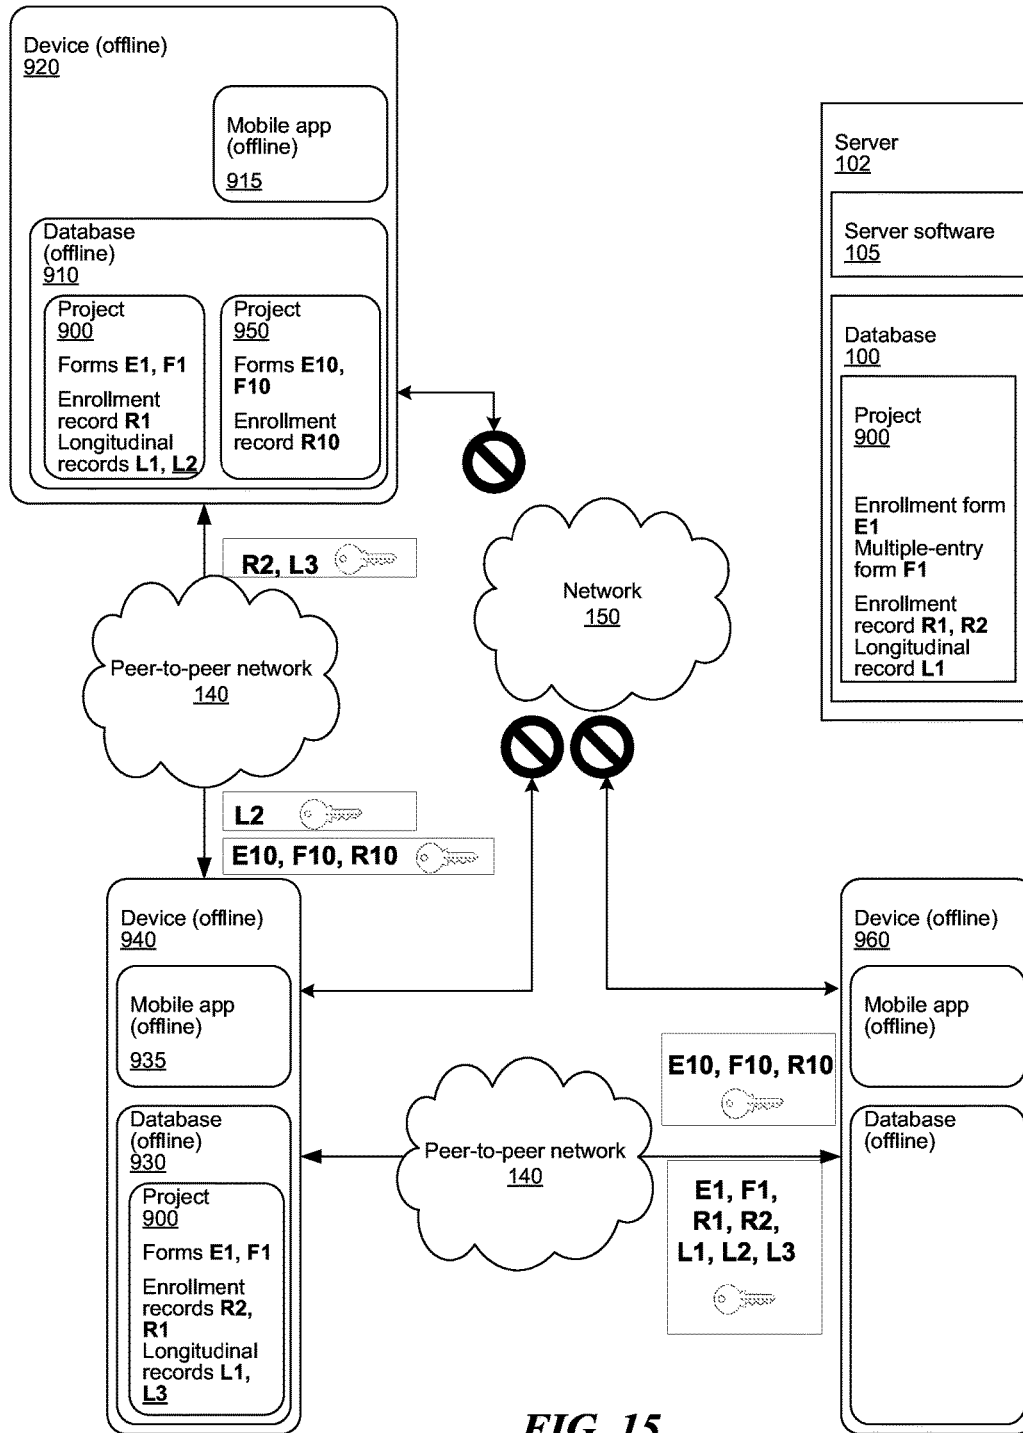 Device (offline)
920
Mobile app
(offline)
915
Database
(offline)
910
Project
900
Forms E1, F1
Enrollment
record R1
Longitudinal
records L1, L2
Project
950
Forms E10,
F10
Enrollment
record R10
Server
102
Server software
105
Database
100
Project
900
Enrollment form
E1
Multiple-entry
form F1
Enrollment
record R1, R2
Longitudinal
record L1
R2, L3
Network
150
Peer-to-peer network
140
L2
E10, F10, R10
Device (offline)
940
Mobile app
(offline)
935
Database
(offline)
930
Project
900
Forms E1, F1
Enrollment
records R2,
R1
Longitudinal
records L1,
L3
Peer-to-peer network
140
E10, F10, R10
E1, F1,
R1, R2,
L1, L2, L3
Device (offline)
960
Mobile app
(offline)
Database
(offline)
FIG. 15